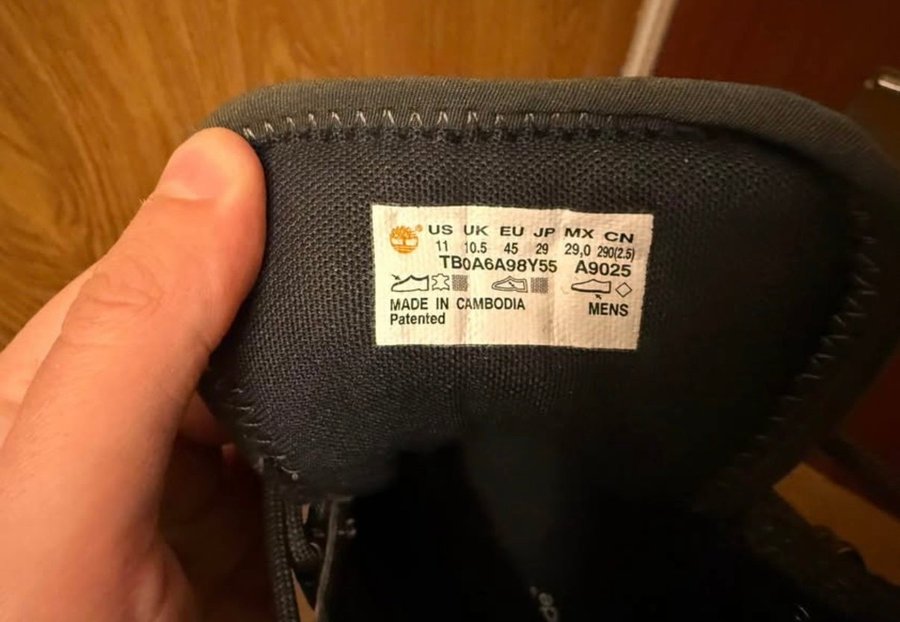 US UK EU JP MX CN
11 10.5 45 29 29,0 290(2.5)
TB0A6A98Y55 A9025
MADE IN CAMBODIA MENS
Patented